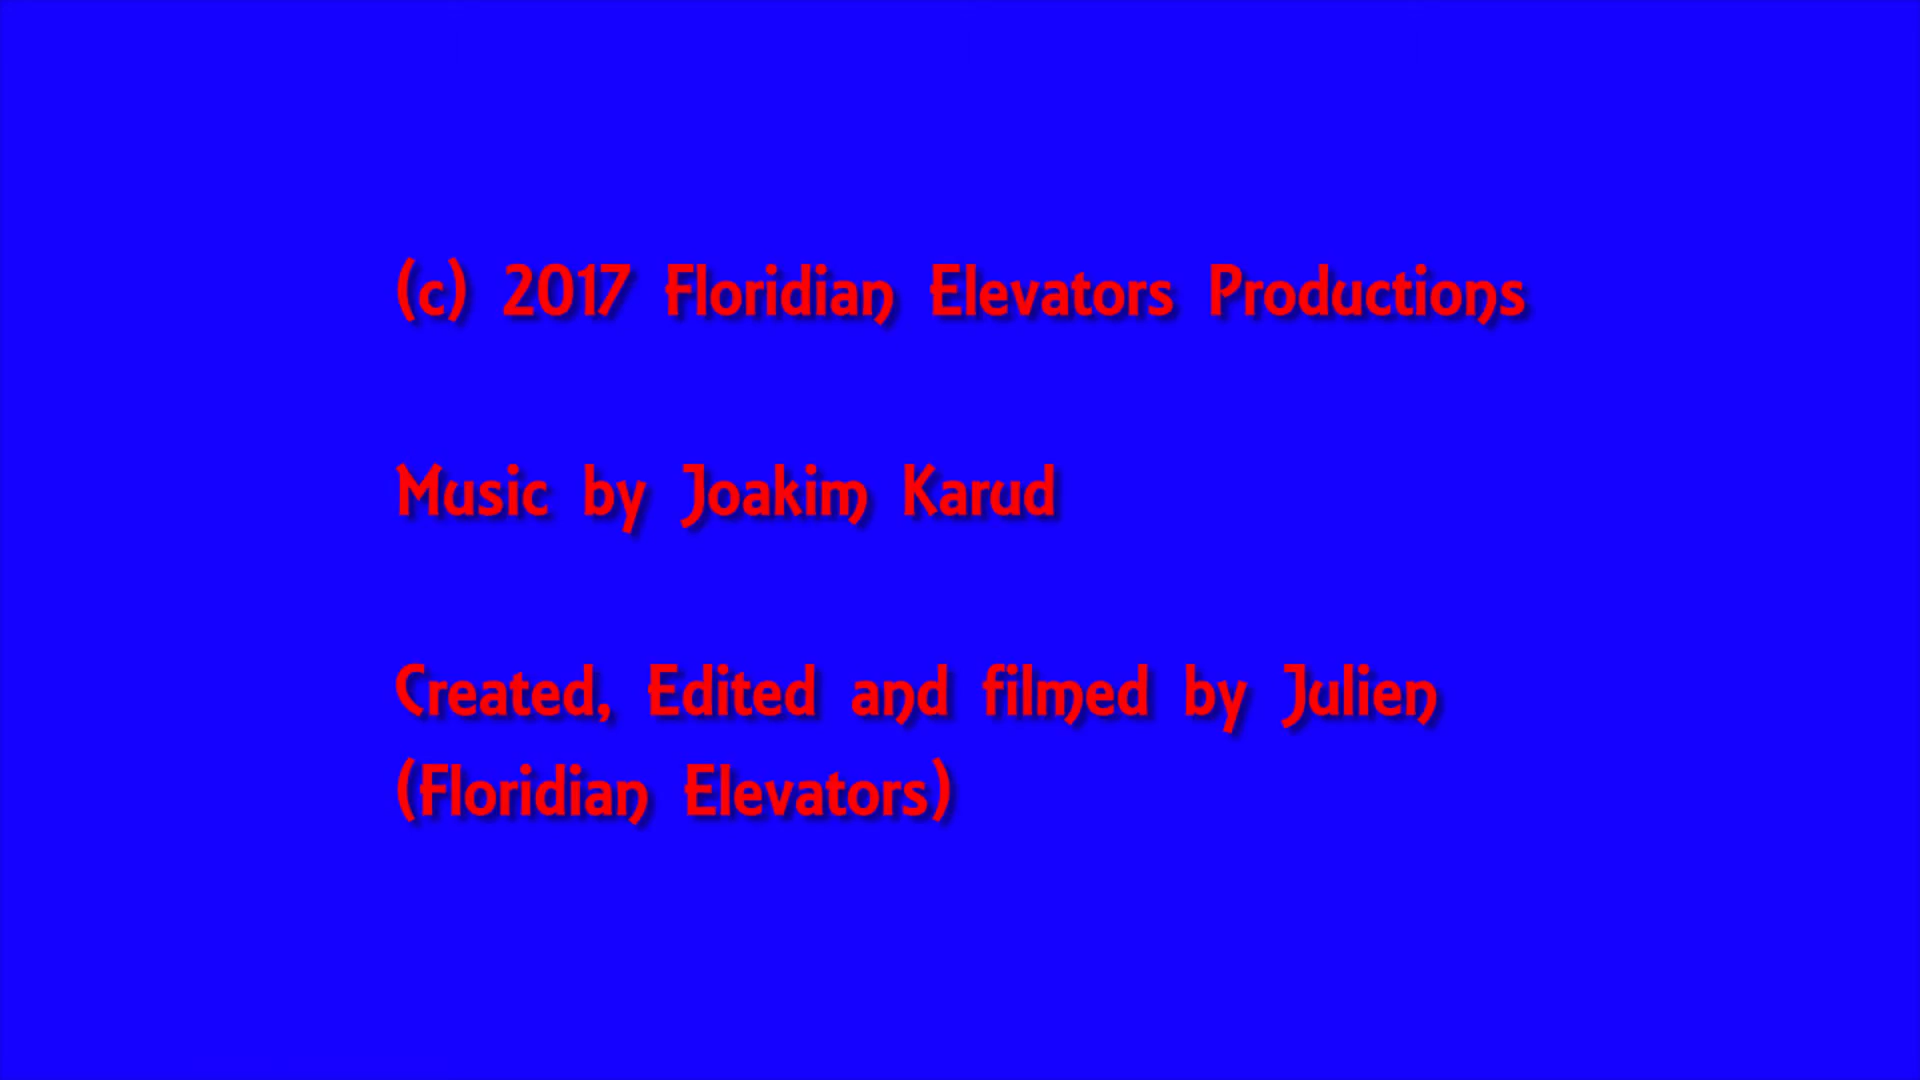 (c) 2017 Floridian Elevators Productions
Music by Joakim Karud
Created, Edited and filmed by Julien
(Floridian Elevators)